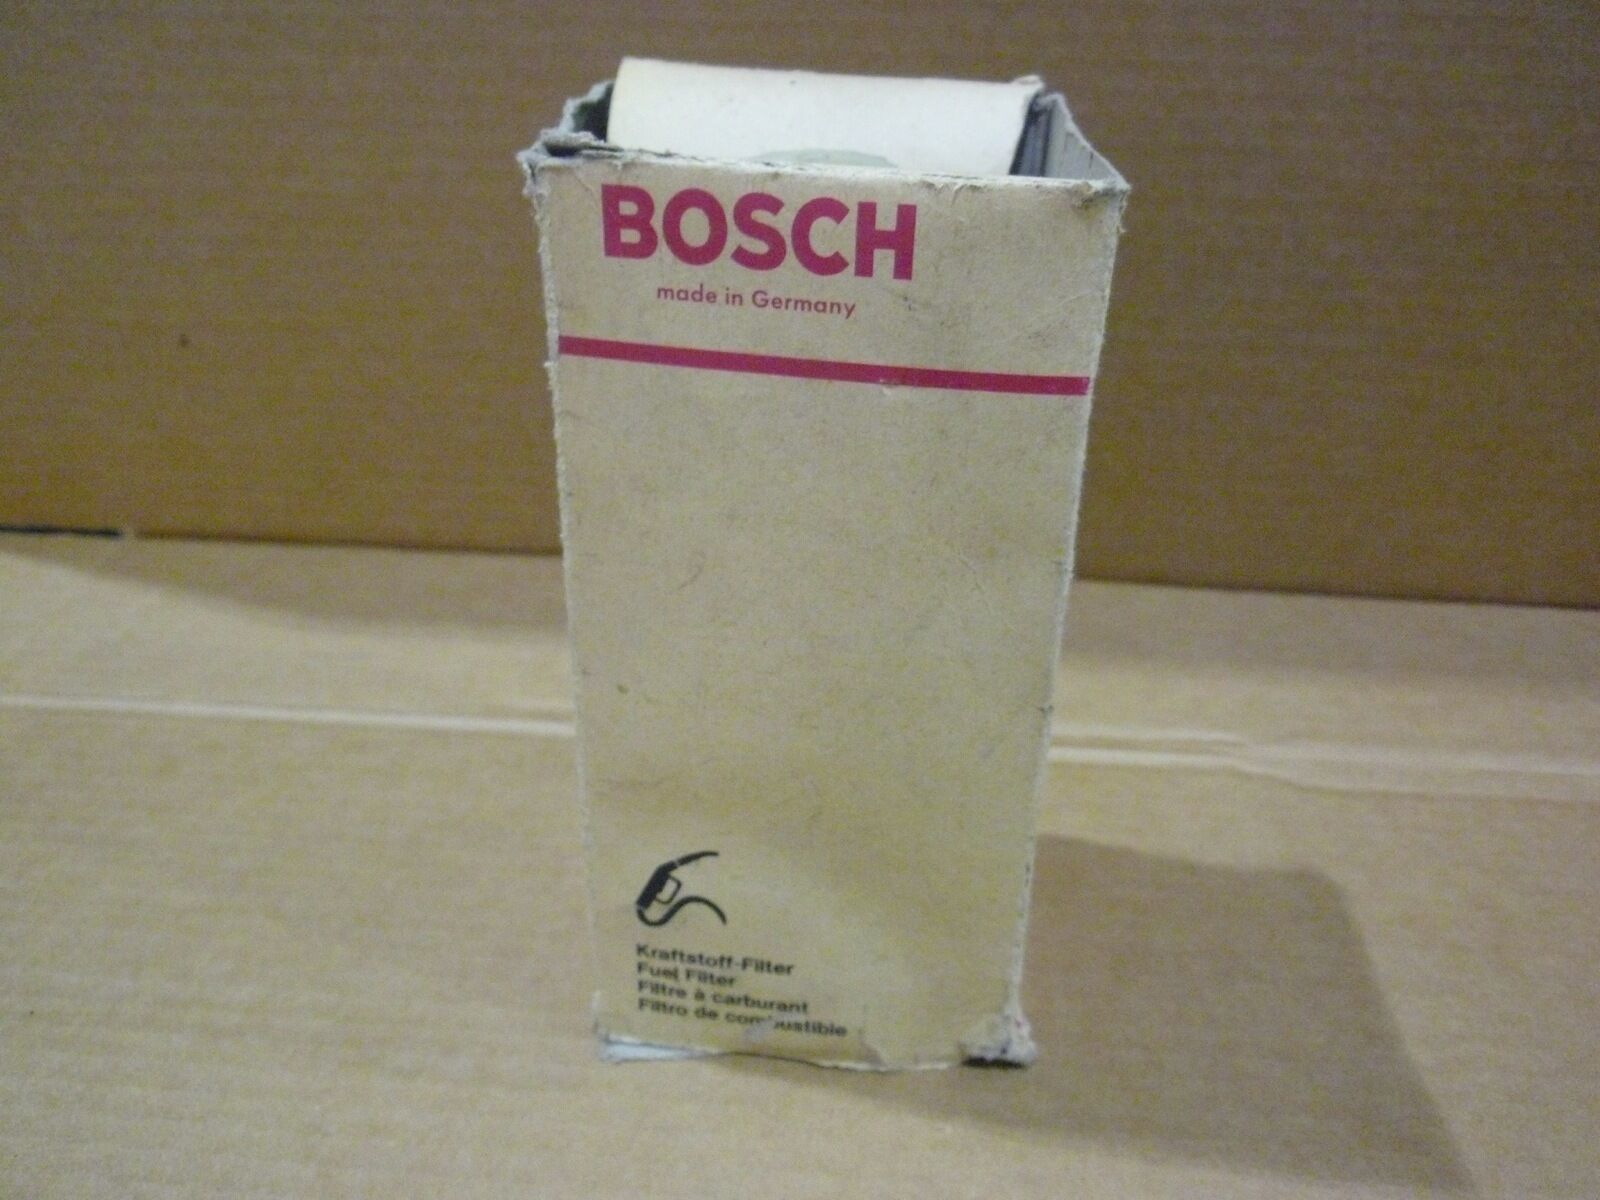 BOSCH
made in Germany
Kraftstoff-Filter
Fuel Filter
Filtre à carburant
Filtro de combustible